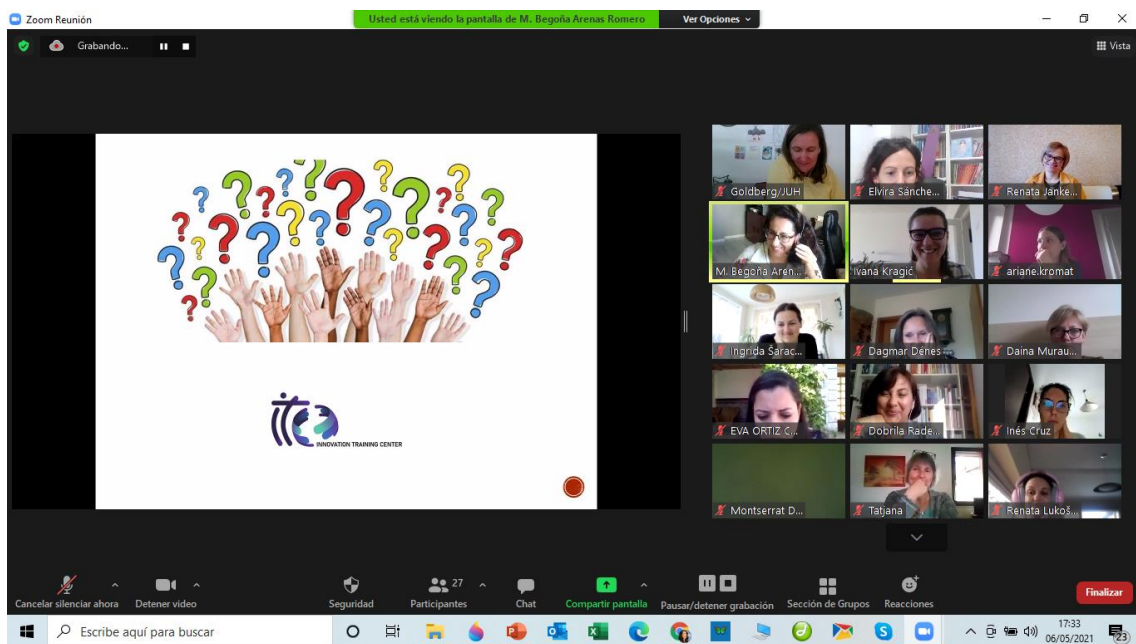 Zoom Reunión
Usted está viendo la pantalla de M. Begoña Arenas Romero
Ver Opciones
Grabando...
Vista
INNOVATION TRAINING CENTER
Goldberg/JUH
Elvira Sánche...
Renata Janke...
M. Begoña Aren...
Ivana Kragić
ariane.kromat
Ingrida Šarac...
Dagmar Dénes
Daina Murau...
EVA ORTIZ C...
Dobrila Rade...
Inés Cruz
Montserrat D...
Tatjana
Renata Lukoš...
Cancelar silenciar ahora
Detener video
Seguridad
27
Participantes
Chat
Compartir pantalla
Pausar/detener grabación
Sección de Grupos
Reacciones
Finalizar
Escribe aquí para buscar
17:33
06/05/2021
23